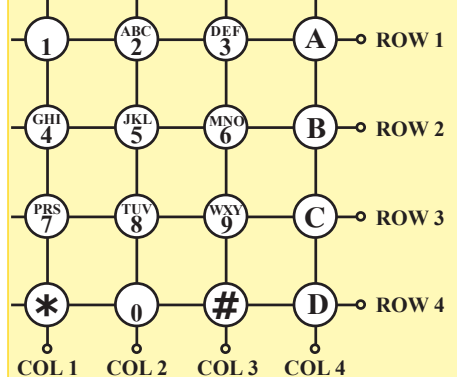 ABC DEF
1 2 3 A ROW 1
GHI JKL MNO
4 5 6 B ROW 2
PRS TUV WXY
7 8 9 C ROW 3
* 0 # D ROW 4
COL 1 COL 2 COL 3 COL 4